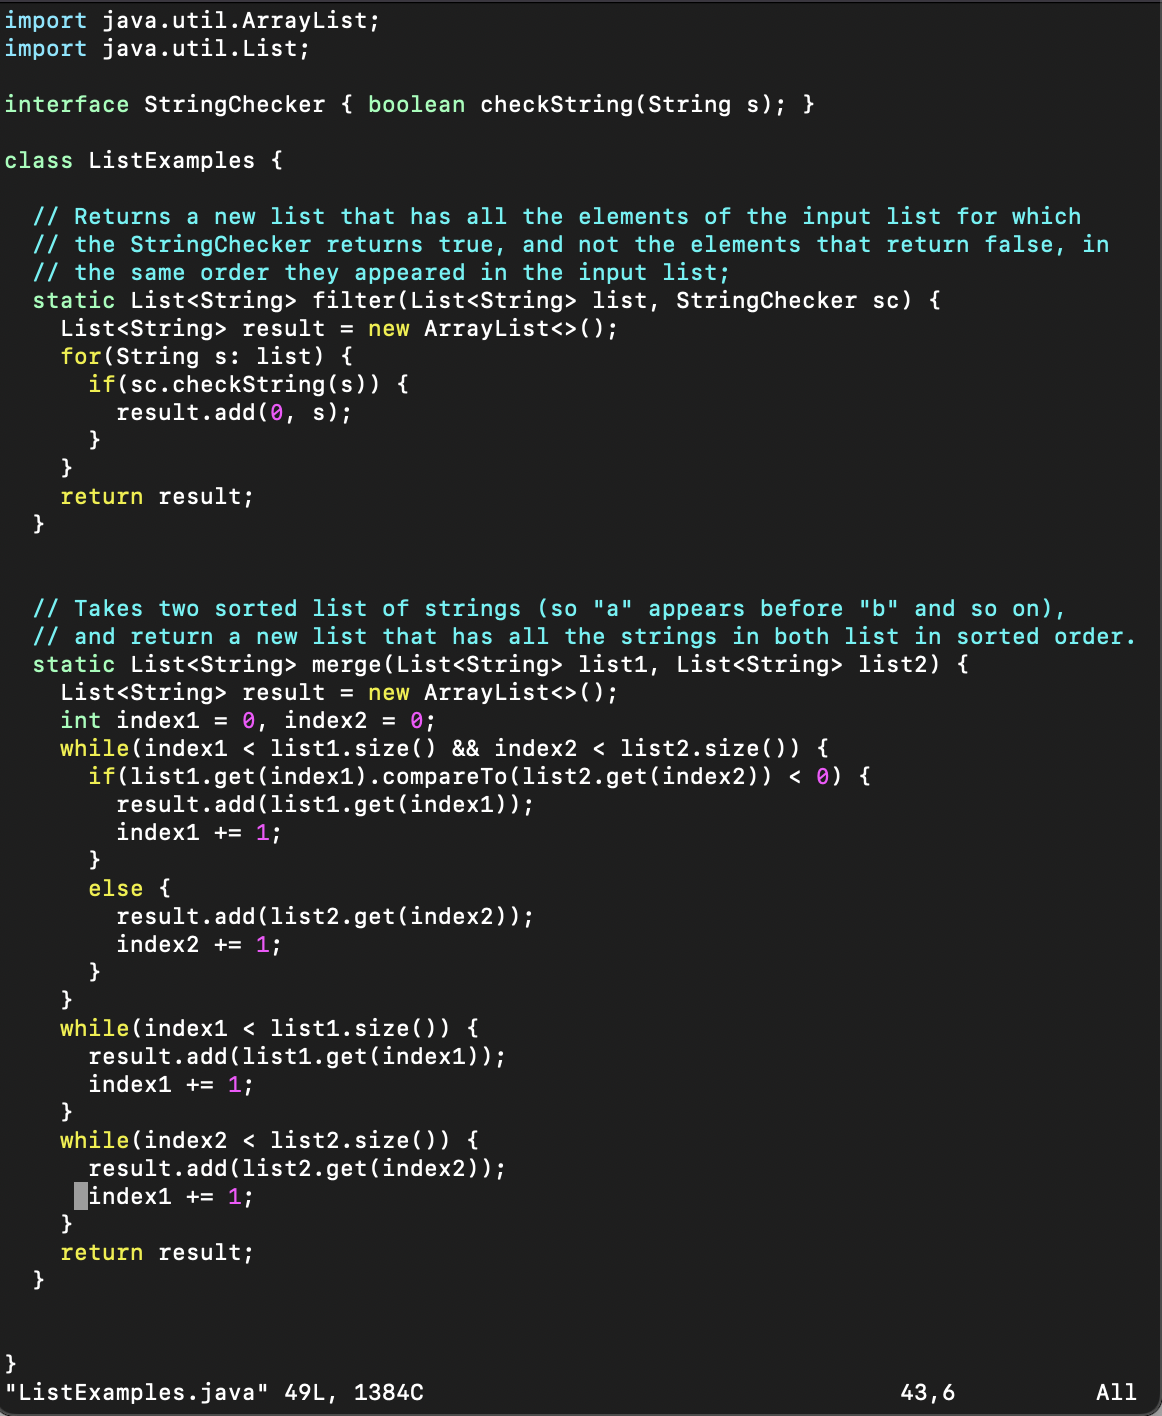 import java.util.ArrayList;
import java.util.List;

interface StringChecker { boolean checkString(String s); }

class ListExamples {

  // Returns a new list that has all the elements of the input list for which
  // the StringChecker returns true, and not the elements that return false, in
  // the same order they appeared in the input list;
  static List<String> filter(List<String> list, StringChecker sc) {
    List<String> result = new ArrayList<>();
    for(String s: list) {
      if(sc.checkString(s)) {
        result.add(0, s);
      }
    }
    return result;
  }


  // Takes two sorted list of strings (so "a" appears before "b" and so on),
  // and return a new list that has all the strings in both list in sorted order.
  static List<String> merge(List<String> list1, List<String> list2) {
    List<String> result = new ArrayList<>();
    int index1 = 0, index2 = 0;
    while(index1 < list1.size() && index2 < list2.size()) {
      if(list1.get(index1).compareTo(list2.get(index2)) < 0) {
        result.add(list1.get(index1));
        index1 += 1;
      }
      else {
        result.add(list2.get(index2));
        index2 += 1;
      }
    }
    while(index1 < list1.size()) {
      result.add(list1.get(index1));
      index1 += 1;
    }
    while(index2 < list2.size()) {
      result.add(list2.get(index2));
      index1 += 1;
    }
    return result;
  }


}
"ListExamples.java" 49L, 1384C 43,6 All